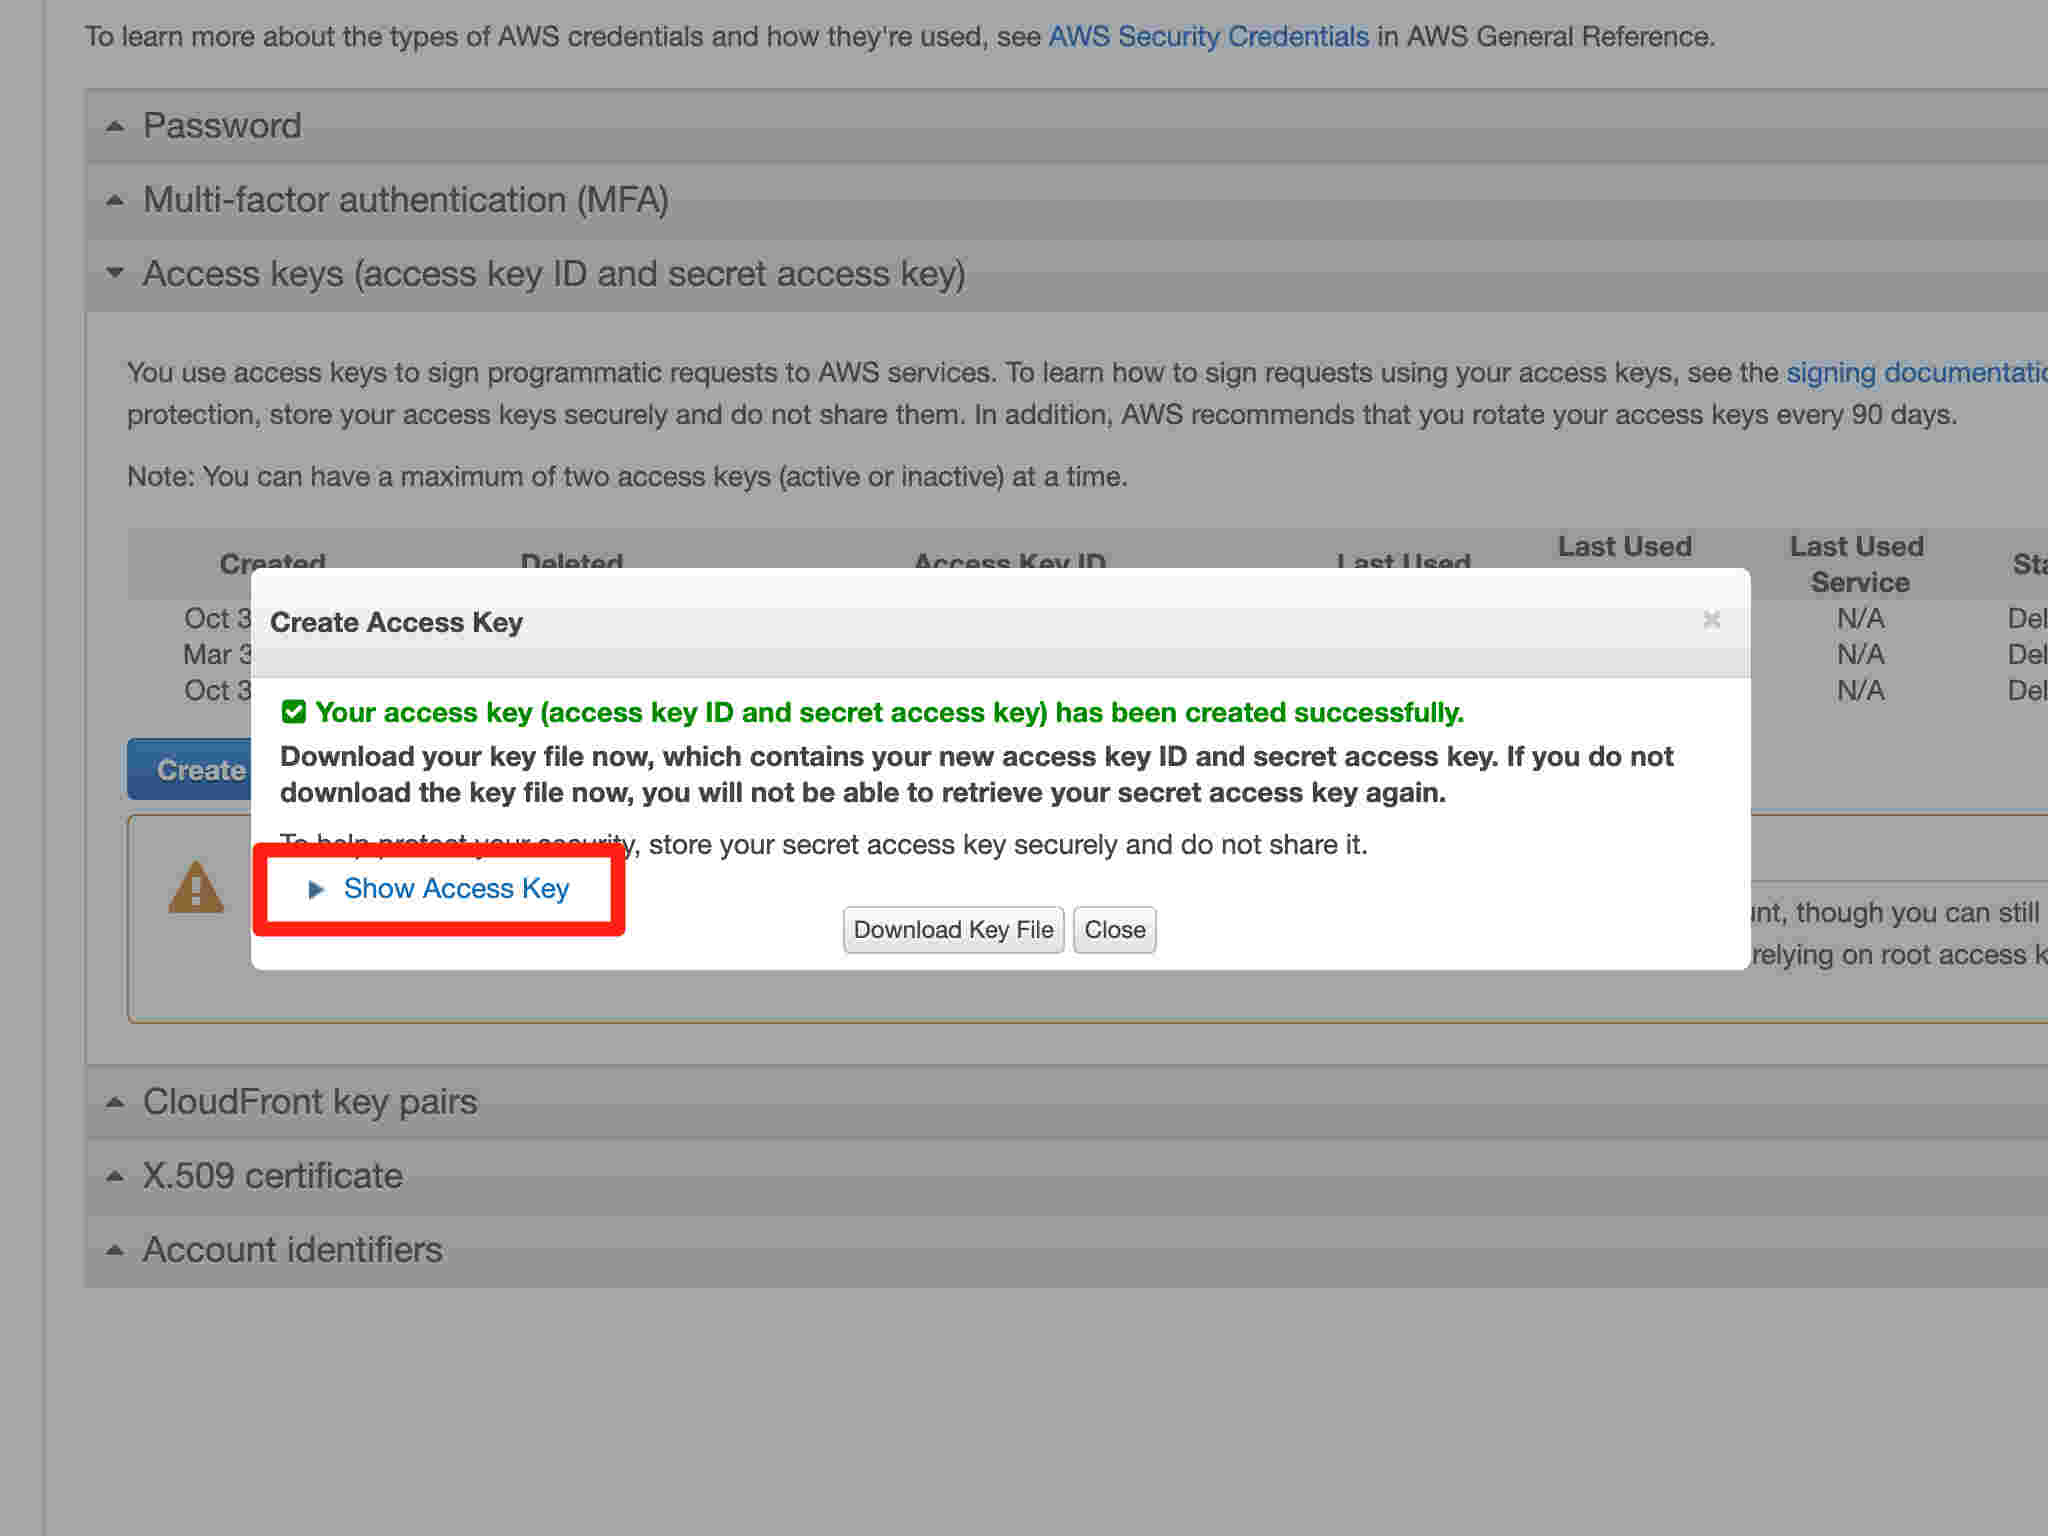 To learn more about the types of AWS credentials and how they're used, see AWS Security Credentials in AWS General Reference.
Password
Multi-factor authentication (MFA)
Access keys (access key ID and secret access key)
You use access keys to sign programmatic requests to AWS services. To learn how to sign requests using your access keys, see the signing
protection, store your access keys securely and do not share them. In addition, AWS recommends that you rotate your access keys every 90 days.
Note: You can have a maximum of two access keys (active or inactive) at a time.
Created Deleted Access Key ID Last Used Last Used Last Used
Service
Oct 3 N/A Del
Mar 3 N/A Del
Oct 3 N/A Del
Create
Create Access Key
Your access key (access key ID and secret access key) has been created successfully.
Download your key file now, which contains your new access key ID and secret access key. If you do not
download the key file now, you will not be able to retrieve your secret access key again.
To help protect your security, store your secret access key securely and do not share it.
Show Access Key
Download Key File Close
though you can still
relying on root access
CloudFront key pairs
X.509 certificate
Account identifiers